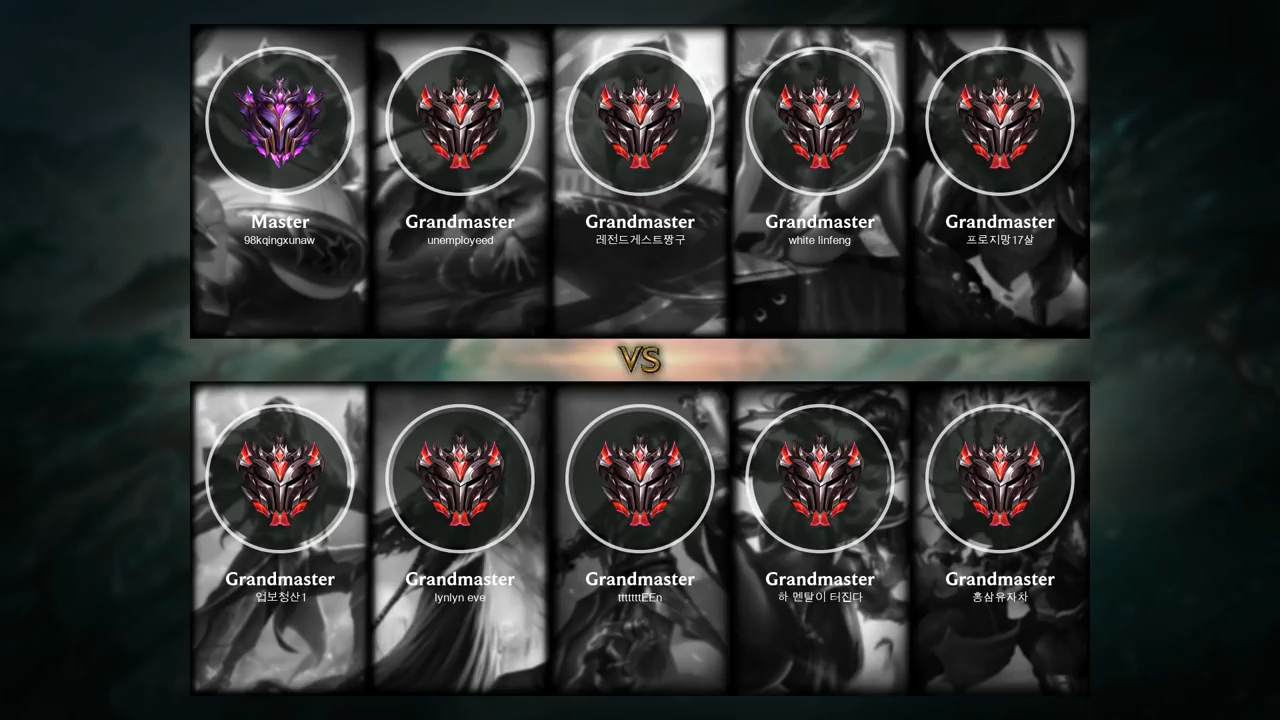 Master
98kqingxunaw
Grandmaster
unemployeed
Grandmaster
레전드게스트짱구
Grandmaster
white linfeng
Grandmaster
프로지망17살
VS
Grandmaster
업보청산1
Grandmaster
lynlyn eve
Grandmaster
tttttttEEn
Grandmaster
하 멘탈이 터진다
Grandmaster
홍삼유자차